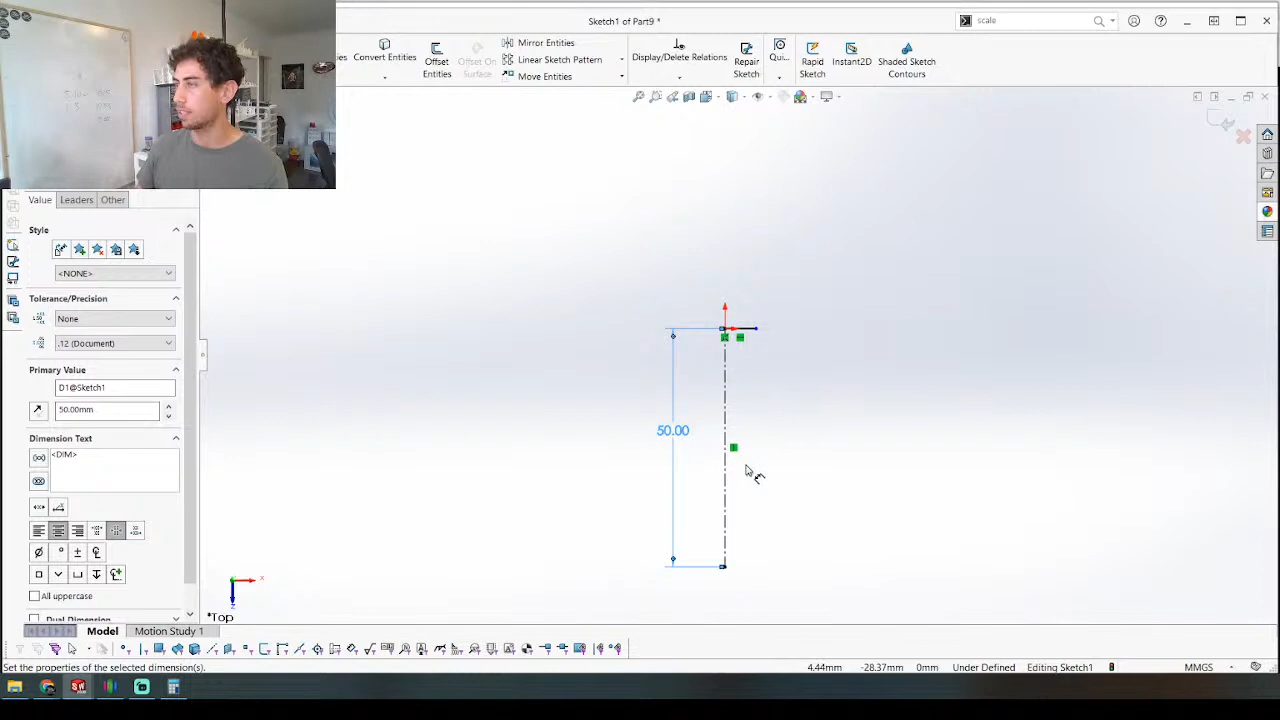 Sketch1 of Part9 *
scale
Convert Entities
Offset Entities
Offset On Surface
Mirror Entities
Linear Sketch Pattern
Move Entities
Display/Delete Relations
Repair Sketch
Qui...
Rapid Sketch
Instant2D
Shaded Sketch Contours
Value
Leaders
Other
Style
<NONE>
Tolerance/Precision
None
.12 (Document)
Primary Value
D1@Sketch1
50.00mm
Dimension Text
<DIM>
All uppercase
Dual Dimension
50.00
x
z
*Top
Model
Motion Study 1
Set the properties of the selected dimension(s).
4.44mm
-28.37mm
0mm
Under Defined
Editing Sketch1
MMGS